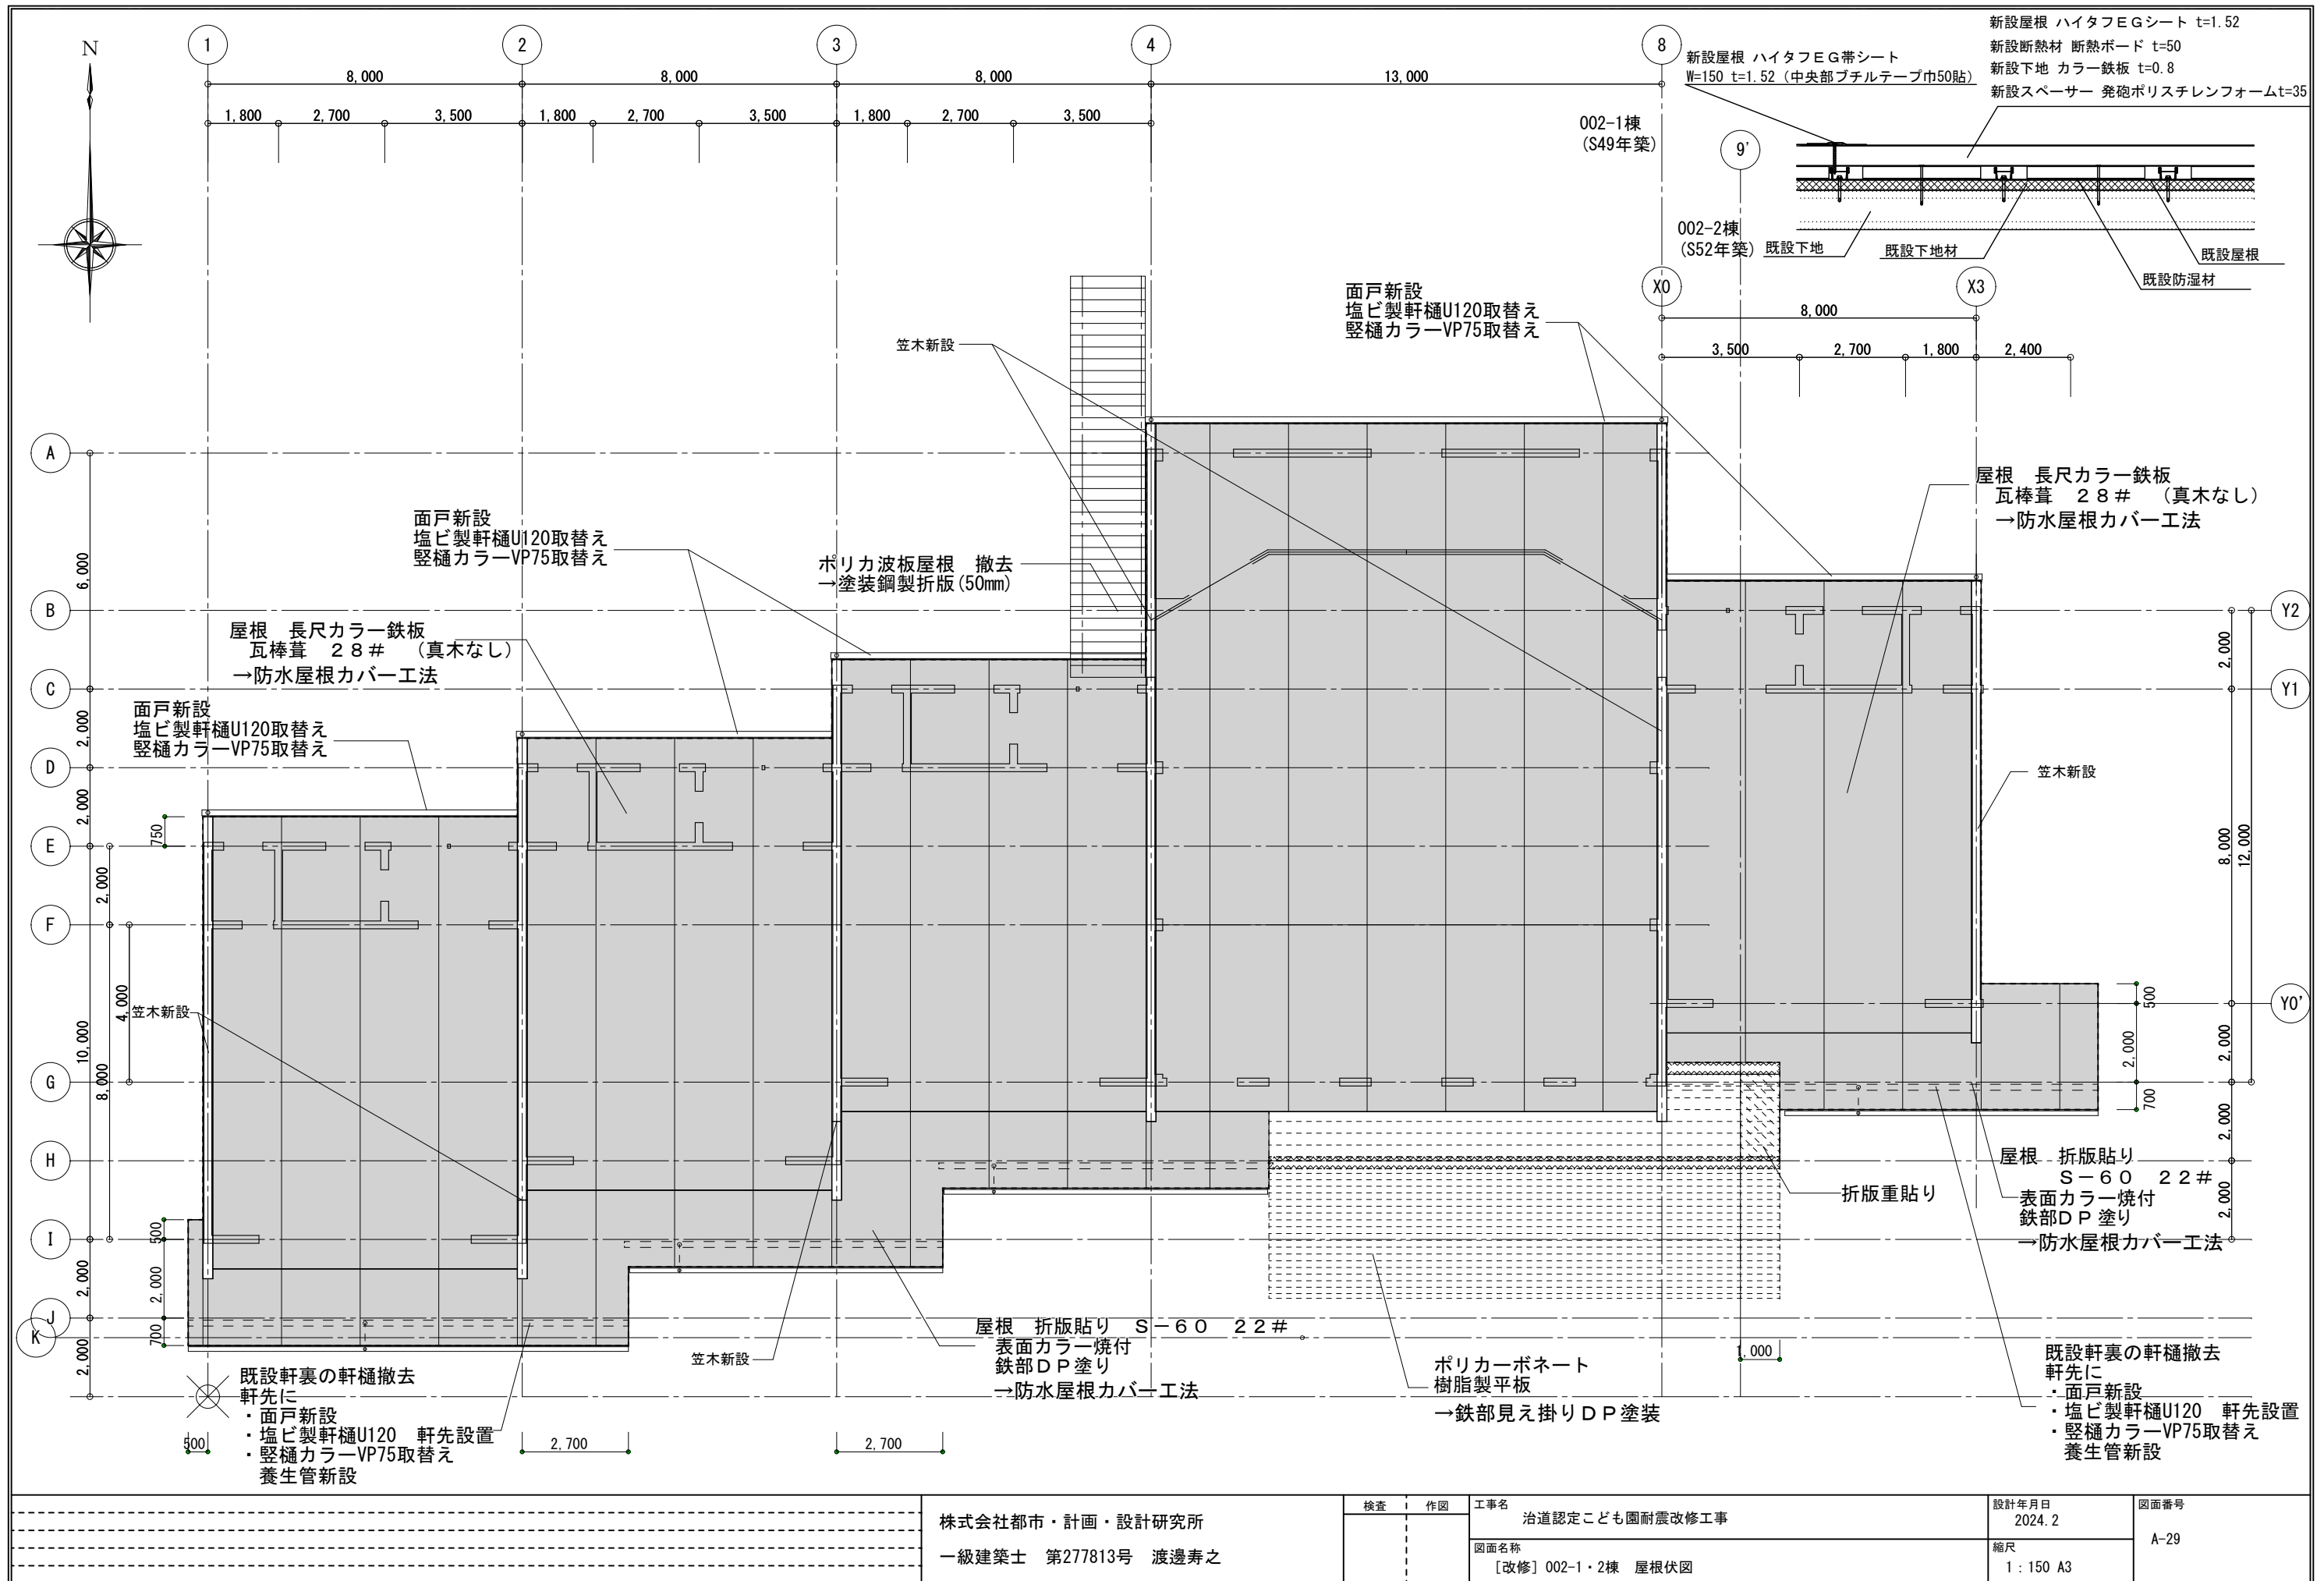 N
1
2
3
4
8
8,000
8,000
8,000
13,000
1,800
2,700
3,500
1,800
2,700
3,500
1,800
2,700
3,500
新設屋根 ハイタフＥＧシート t=1.52
新設断熱材 断熱ボード t=50
新設下地 カラー鉄板 t=0.8
新設スペーサー 発砲ポリスチレンフォームt=35
新設屋根 ハイタフＥＧ帯シート
W=150 t=1.52（中央部ブチルテープ巾50貼）
002-1棟
(S49年築)
9'
002-2棟
(S52年築)
既設下地
既設下地材
既設屋根
既設防湿材
X0
X3
8,000
3,500
2,700
1,800
2,400
面戸新設
塩ビ製軒樋U120取替え
竪樋カラーVP75取替え
笠木新設
A
屋根　長尺カラー鉄板
瓦棒葺　２８＃　（真木なし）
→防水屋根カバー工法
面戸新設
塩ビ製軒樋U120取替え
竪樋カラーVP75取替え
ポリカ波板屋根　撤去
→塗装鋼製折版(50mm)
6,000
B
Y2
屋根　長尺カラー鉄板
瓦棒葺　２８＃　（真木なし）
→防水屋根カバー工法
2,000
C
Y1
面戸新設
塩ビ製軒樋U120取替え
竪樋カラーVP75取替え
2,000
D
笠木新設
2,000
750
E
8,000
12,000
2,000
F
4,000
笠木新設
10,000
8,000
500
Y0'
2,000
2,000
G
700
2,000
H
屋根　折版貼り
Ｓ－６０　２２＃
表面カラー焼付
鉄部ＤＰ塗り
→防水屋根カバー工法
折版重貼り
2,000
500
I
2,000
2,000
J
K
700
2,000
屋根　折版貼り　Ｓ－６０　２２＃
表面カラー焼付
鉄部ＤＰ塗り
→防水屋根カバー工法
笠木新設
1,000
ポリカーボネート
樹脂製平板
→鉄部見え掛りＤＰ塗装
既設軒裏の軒樋撤去
軒先に
・面戸新設
・塩ビ製軒樋U120　軒先設置
・竪樋カラーVP75取替え
養生管新設
既設軒裏の軒樋撤去
軒先に
・面戸新設
・塩ビ製軒樋U120　軒先設置
・竪樋カラーVP75取替え
養生管新設
500
2,700
2,700
株式会社都市・計画・設計研究所
一級建築士　第277813号　渡邊寿之
検査
作図
工事名
治道認定こども園耐震改修工事
図面名称
［改修］002-1・2棟　屋根伏図
設計年月日
2024.2
縮尺
1：150 A3
図面番号
A-29